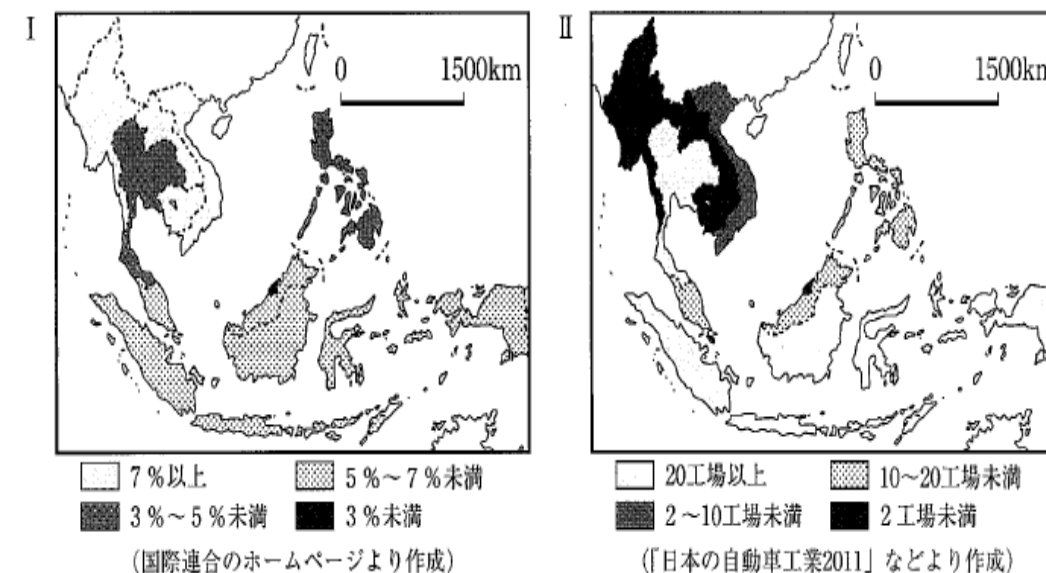 I
0 1500km
7%以上
5%~7%未満
3%~5%未満
3%未満
(国際連合のホームページより作成)
II
0 1500km
20工場以上
10~20工場未満
2~10工場未満
2工場未満
(『日本の自動車工業2011』などより作成)